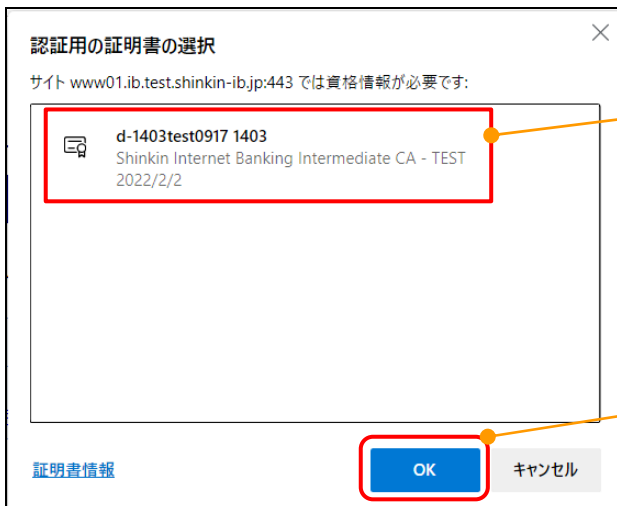 認証用の証明書の選択
サイト www01.ib.test.shinkin-ib.jp:443 では資格情報が必要です:
d-1403test0917 1403
Shinkin Internet Banking Intermediate CA - TEST
2022/2/2
証明書情報
OK
キャンセル